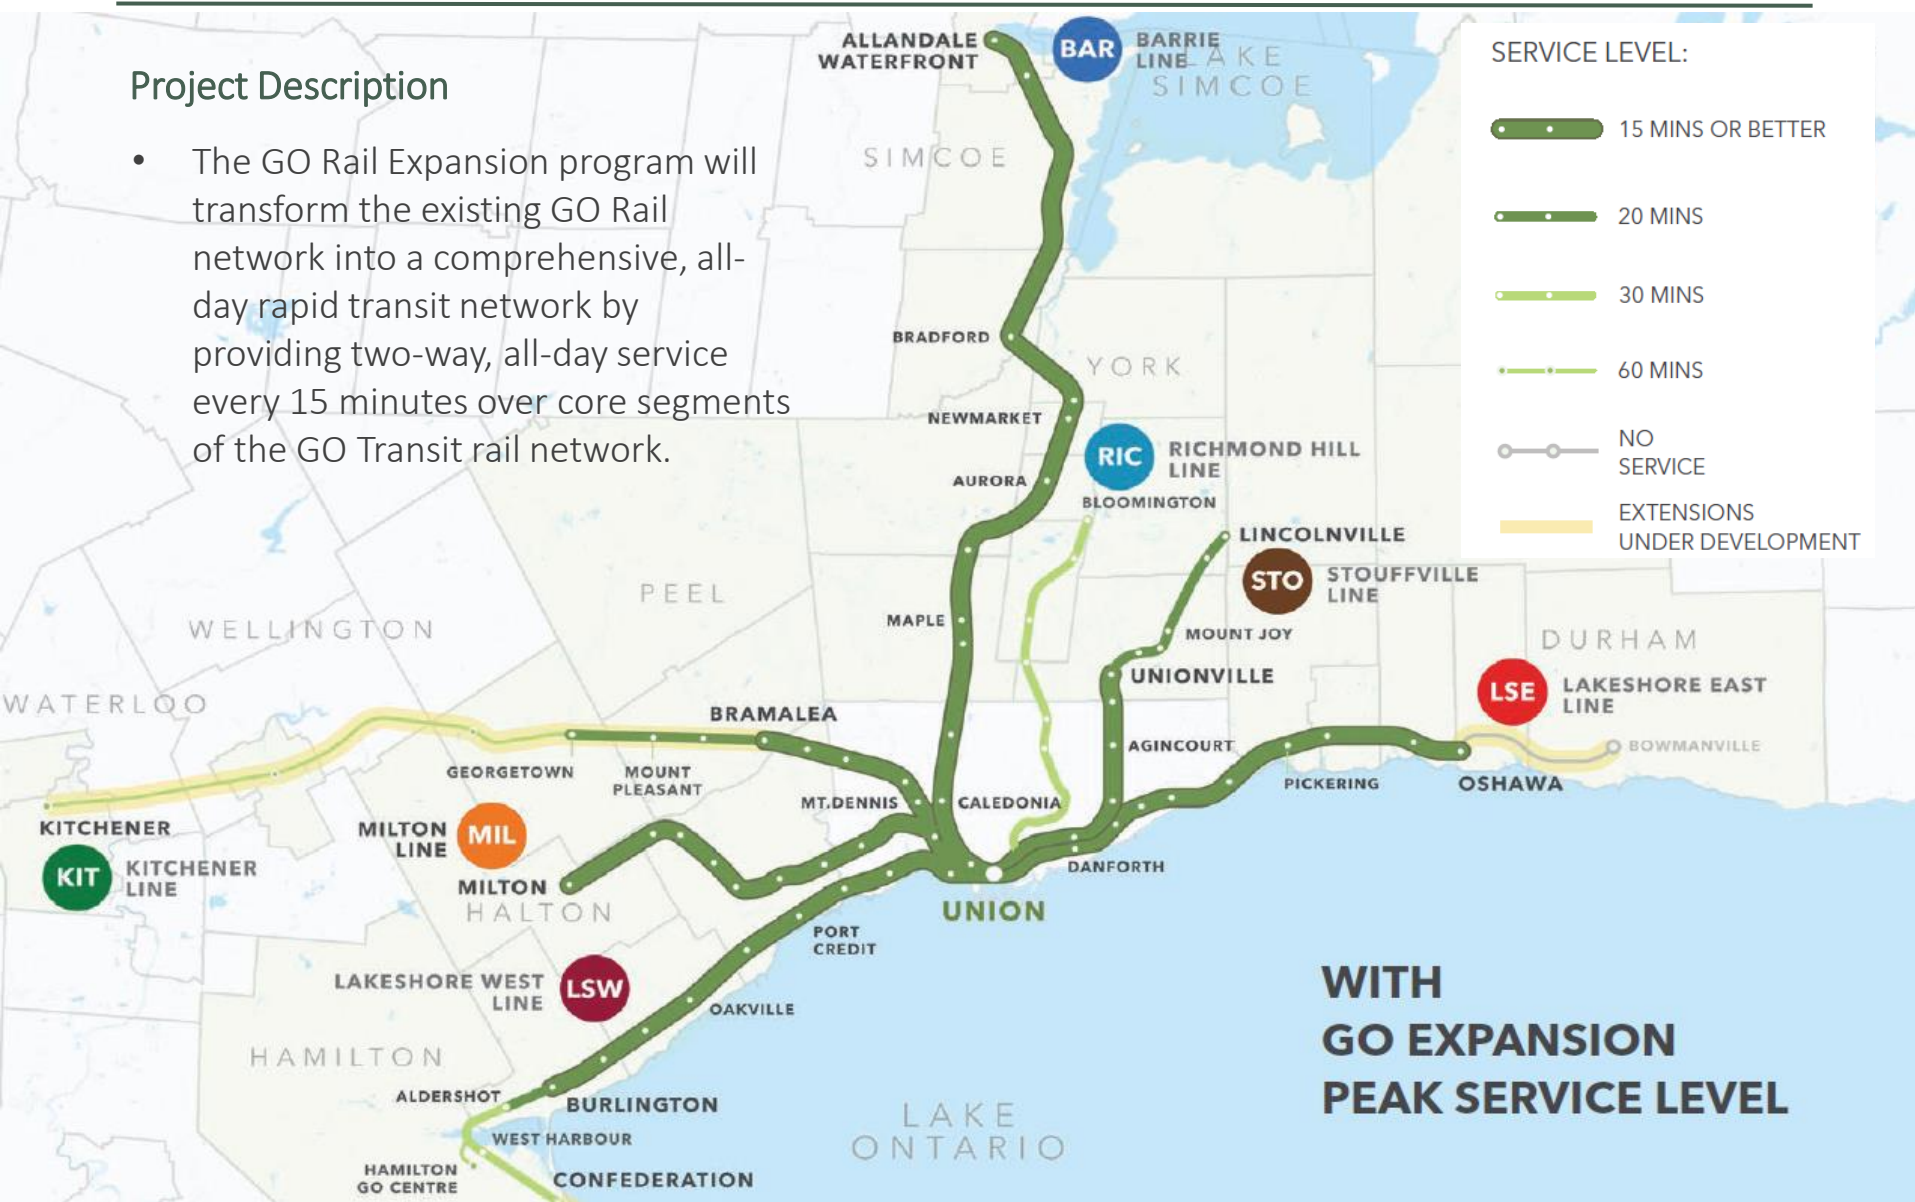 Project Description
• The GO Rail Expansion program will
transform the existing GO Rail
network into a comprehensive, all-
day rapid transit network by
providing two-way, all-day service
every 15 minutes over core segments
of the GO Transit rail network.
ALLANDALE
WATERFRONT
BAR
BARRIE
LINE
LAKE
SIMCOE
SIMCOE
SERVICE LEVEL:
15 MINS OR BETTER
20 MINS
30 MINS
60 MINS
NO
SERVICE
EXTENSIONS
UNDER DEVELOPMENT
BRADFORD
YORK
NEWMARKET
RIC
RICHMOND HILL
LINE
AURORA
BLOOMINGTON
LINCOLNVILLE
STO
STOUFFVILLE
LINE
PEEL
MAPLE
MOUNT JOY
WELLINGTON
DURHAM
UNIONVILLE
LSE
LAKESHORE EAST
LINE
WATERLOO
BRAMALEA
AGINCOURT
BOWMANVILLE
GEORGETOWN
MOUNT
PLEASANT
PICKERING
OSHAWA
MT.DENNIS
CALEDONIA
KITCHENER
MILTON
LINE
MIL
KIT
KITCHENER
LINE
DANFORTH
MILTON
HALTON
UNION
PORT
CREDIT
LAKESHORE WEST
LINE
LSW
OAKVILLE
WITH
GO EXPANSION
PEAK SERVICE LEVEL
HAMILTON
ALDERSHOT
BURLINGTON
LAKE
ONTARIO
WEST HARBOUR
HAMILTON
GO CENTRE
CONFEDERATION